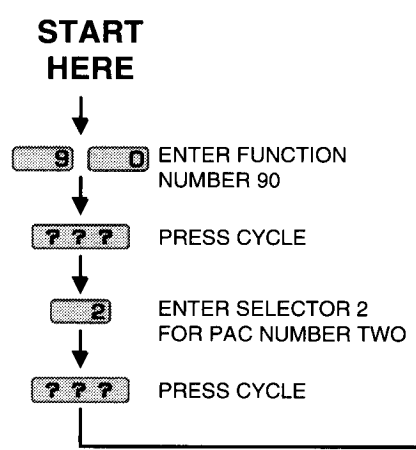 START
HERE
9 0 ENTER FUNCTION
NUMBER 90
? ? ? PRESS CYCLE
2 ENTER SELECTOR 2
FOR PAC NUMBER TWO
? ? ? PRESS CYCLE